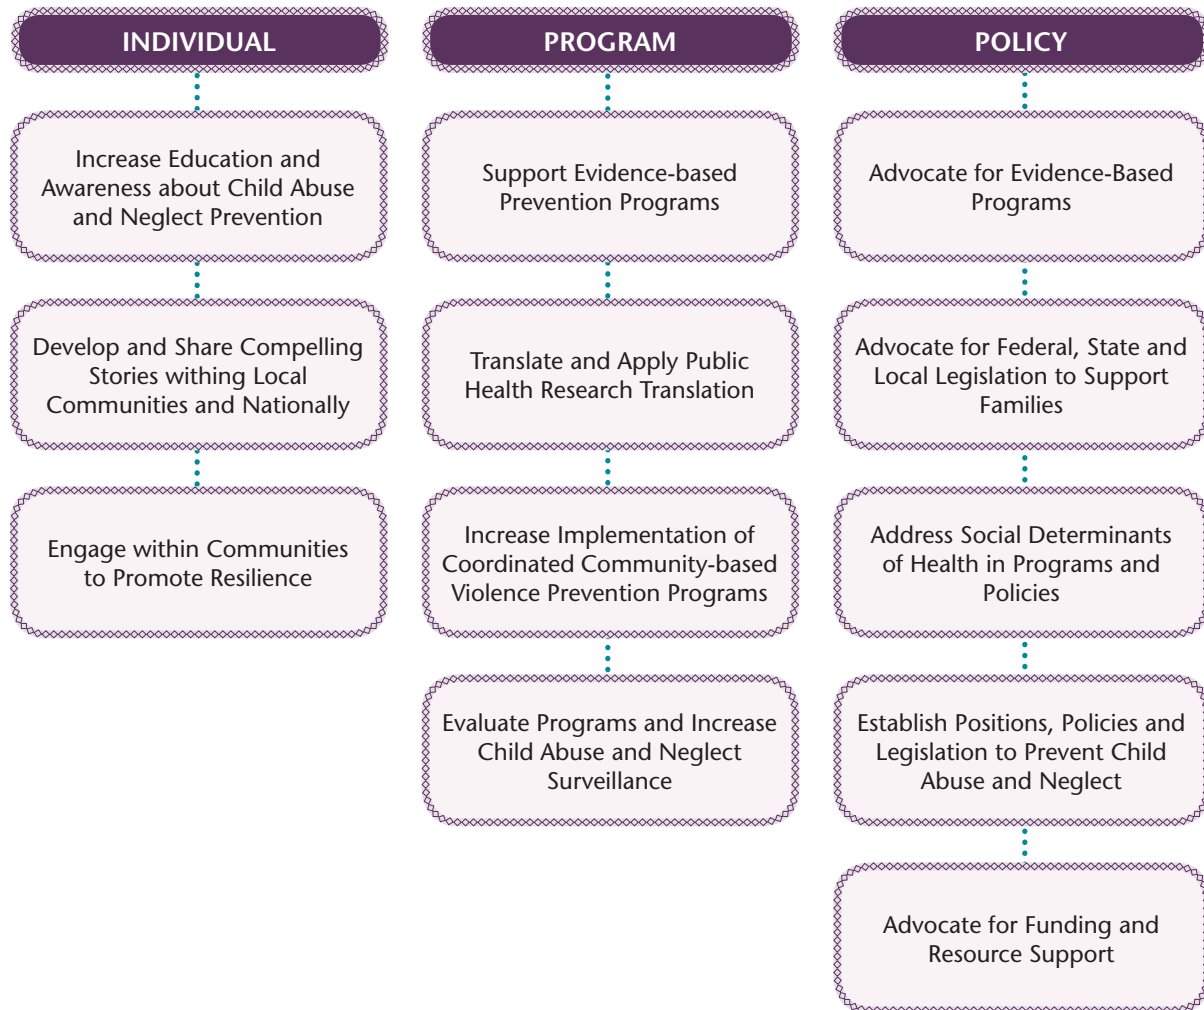 INDIVIDUAL
Increase Education and
Awareness about Child Abuse
and Neglect Prevention
Develop and Share Compelling
Stories withing Local
Communities and Nationally
Engage within Communities
to Promote Resilience
PROGRAM
Support Evidence-based
Prevention Programs
Translate and Apply Public
Health Research Translation
Increase Implementation of
Coordinated Community-based
Violence Prevention Programs
Evaluate Programs and Increase
Child Abuse and Neglect
Surveillance
POLICY
Advocate for Evidence-Based
Programs
Advocate for Federal, State and
Local Legislation to Support
Families
Address Social Determinants
of Health in Programs and
Policies
Establish Positions, Policies and
Legislation to Prevent Child
Abuse and Neglect
Advocate for Funding and
Resource Support